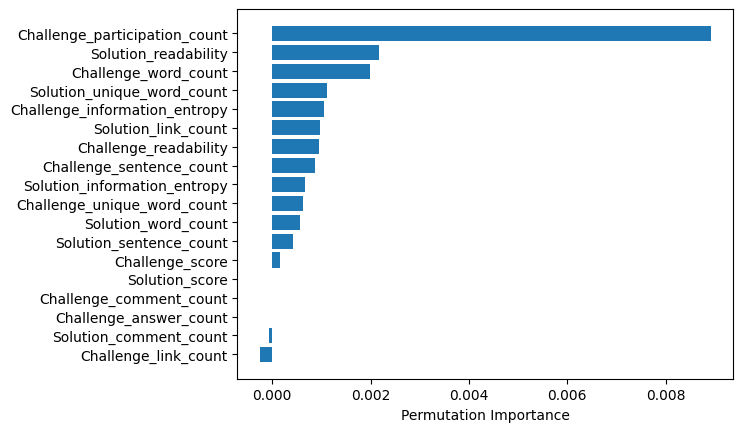 Challenge_participation_count
Solution_readability
Challenge_word_count
Solution_unique_word_count
Challenge_information_entropy
Solution_link_count
Challenge_readability
Challenge_sentence_count
Solution_information_entropy
Challenge_unique_word_count
Solution_word_count
Solution_sentence_count
Challenge_score
Solution_score
Challenge_comment_count
Challenge_answer_count
Solution_comment_count
Challenge_link_count
0.000 0.002 0.004 0.006 0.008
Permutation Importance